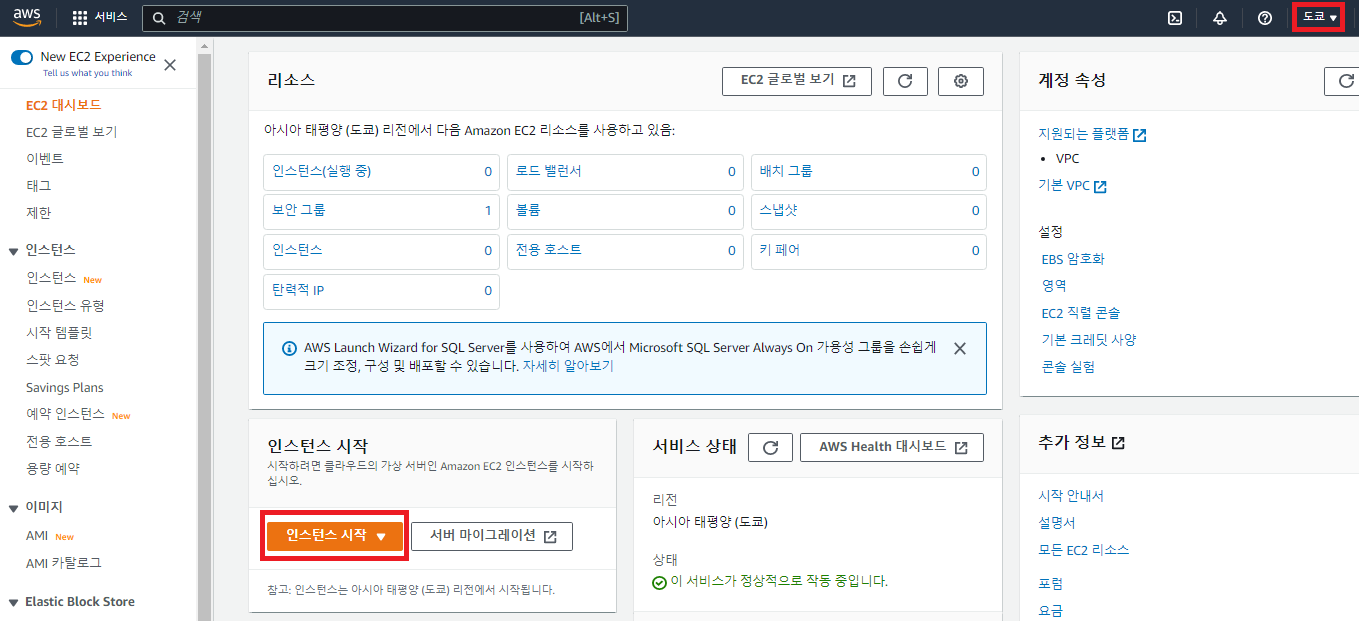 aws
서비스
검색
[Alt+S]
도쿄
New EC2 Experience
Tell us what you think
EC2 대시보드
EC2 글로벌 보기
이벤트
태그
제한
인스턴스
인스턴스 New
인스턴스 유형
시작 템플릿
스팟 요청
Savings Plans
예약 인스턴스 New
전용 호스트
용량 예약
이미지
AMI New
AMI 카탈로그
Elastic Block Store
리소스
EC2 글로벌 보기
아시아 태평양 (도쿄) 리전에서 다음 Amazon EC2 리소스를 사용하고 있음:
인스턴스(실행 중) 0
로드 밸런서 0
배치 그룹 0
보안 그룹 1
볼륨 0
스냅샷 0
인스턴스 0
전용 호스트 0
키 페어 0
탄력적 IP 0
AWS Launch Wizard for SQL Server를 사용하여 AWS에서 Microsoft SQL Server Always On 가용성 그룹을 손쉽게
크기 조정, 구성 및 배포할 수 있습니다. 자세히 알아보기
인스턴스 시작
시작하려면 클라우드의 가상 서버인 Amazon EC2 인스턴스를 시작하
십시오.
인스턴스 시작
서버 마이그레이션
참고: 인스턴스는 아시아 태평양 (도쿄) 리전에서 시작됩니다.
서비스 상태
AWS Health 대시보드
리전
아시아 태평양 (도쿄)
상태
이 서비스가 정상적으로 작동 중입니다.
계정 속성
지원되는 플랫폼
VPC
기본 VPC
설정
EBS 암호화
영역
EC2 직렬 콘솔
기본 크레딧 사양
콘솔 실험
추가 정보
시작 안내서
설명서
모든 EC2 리소스
포럼
요금